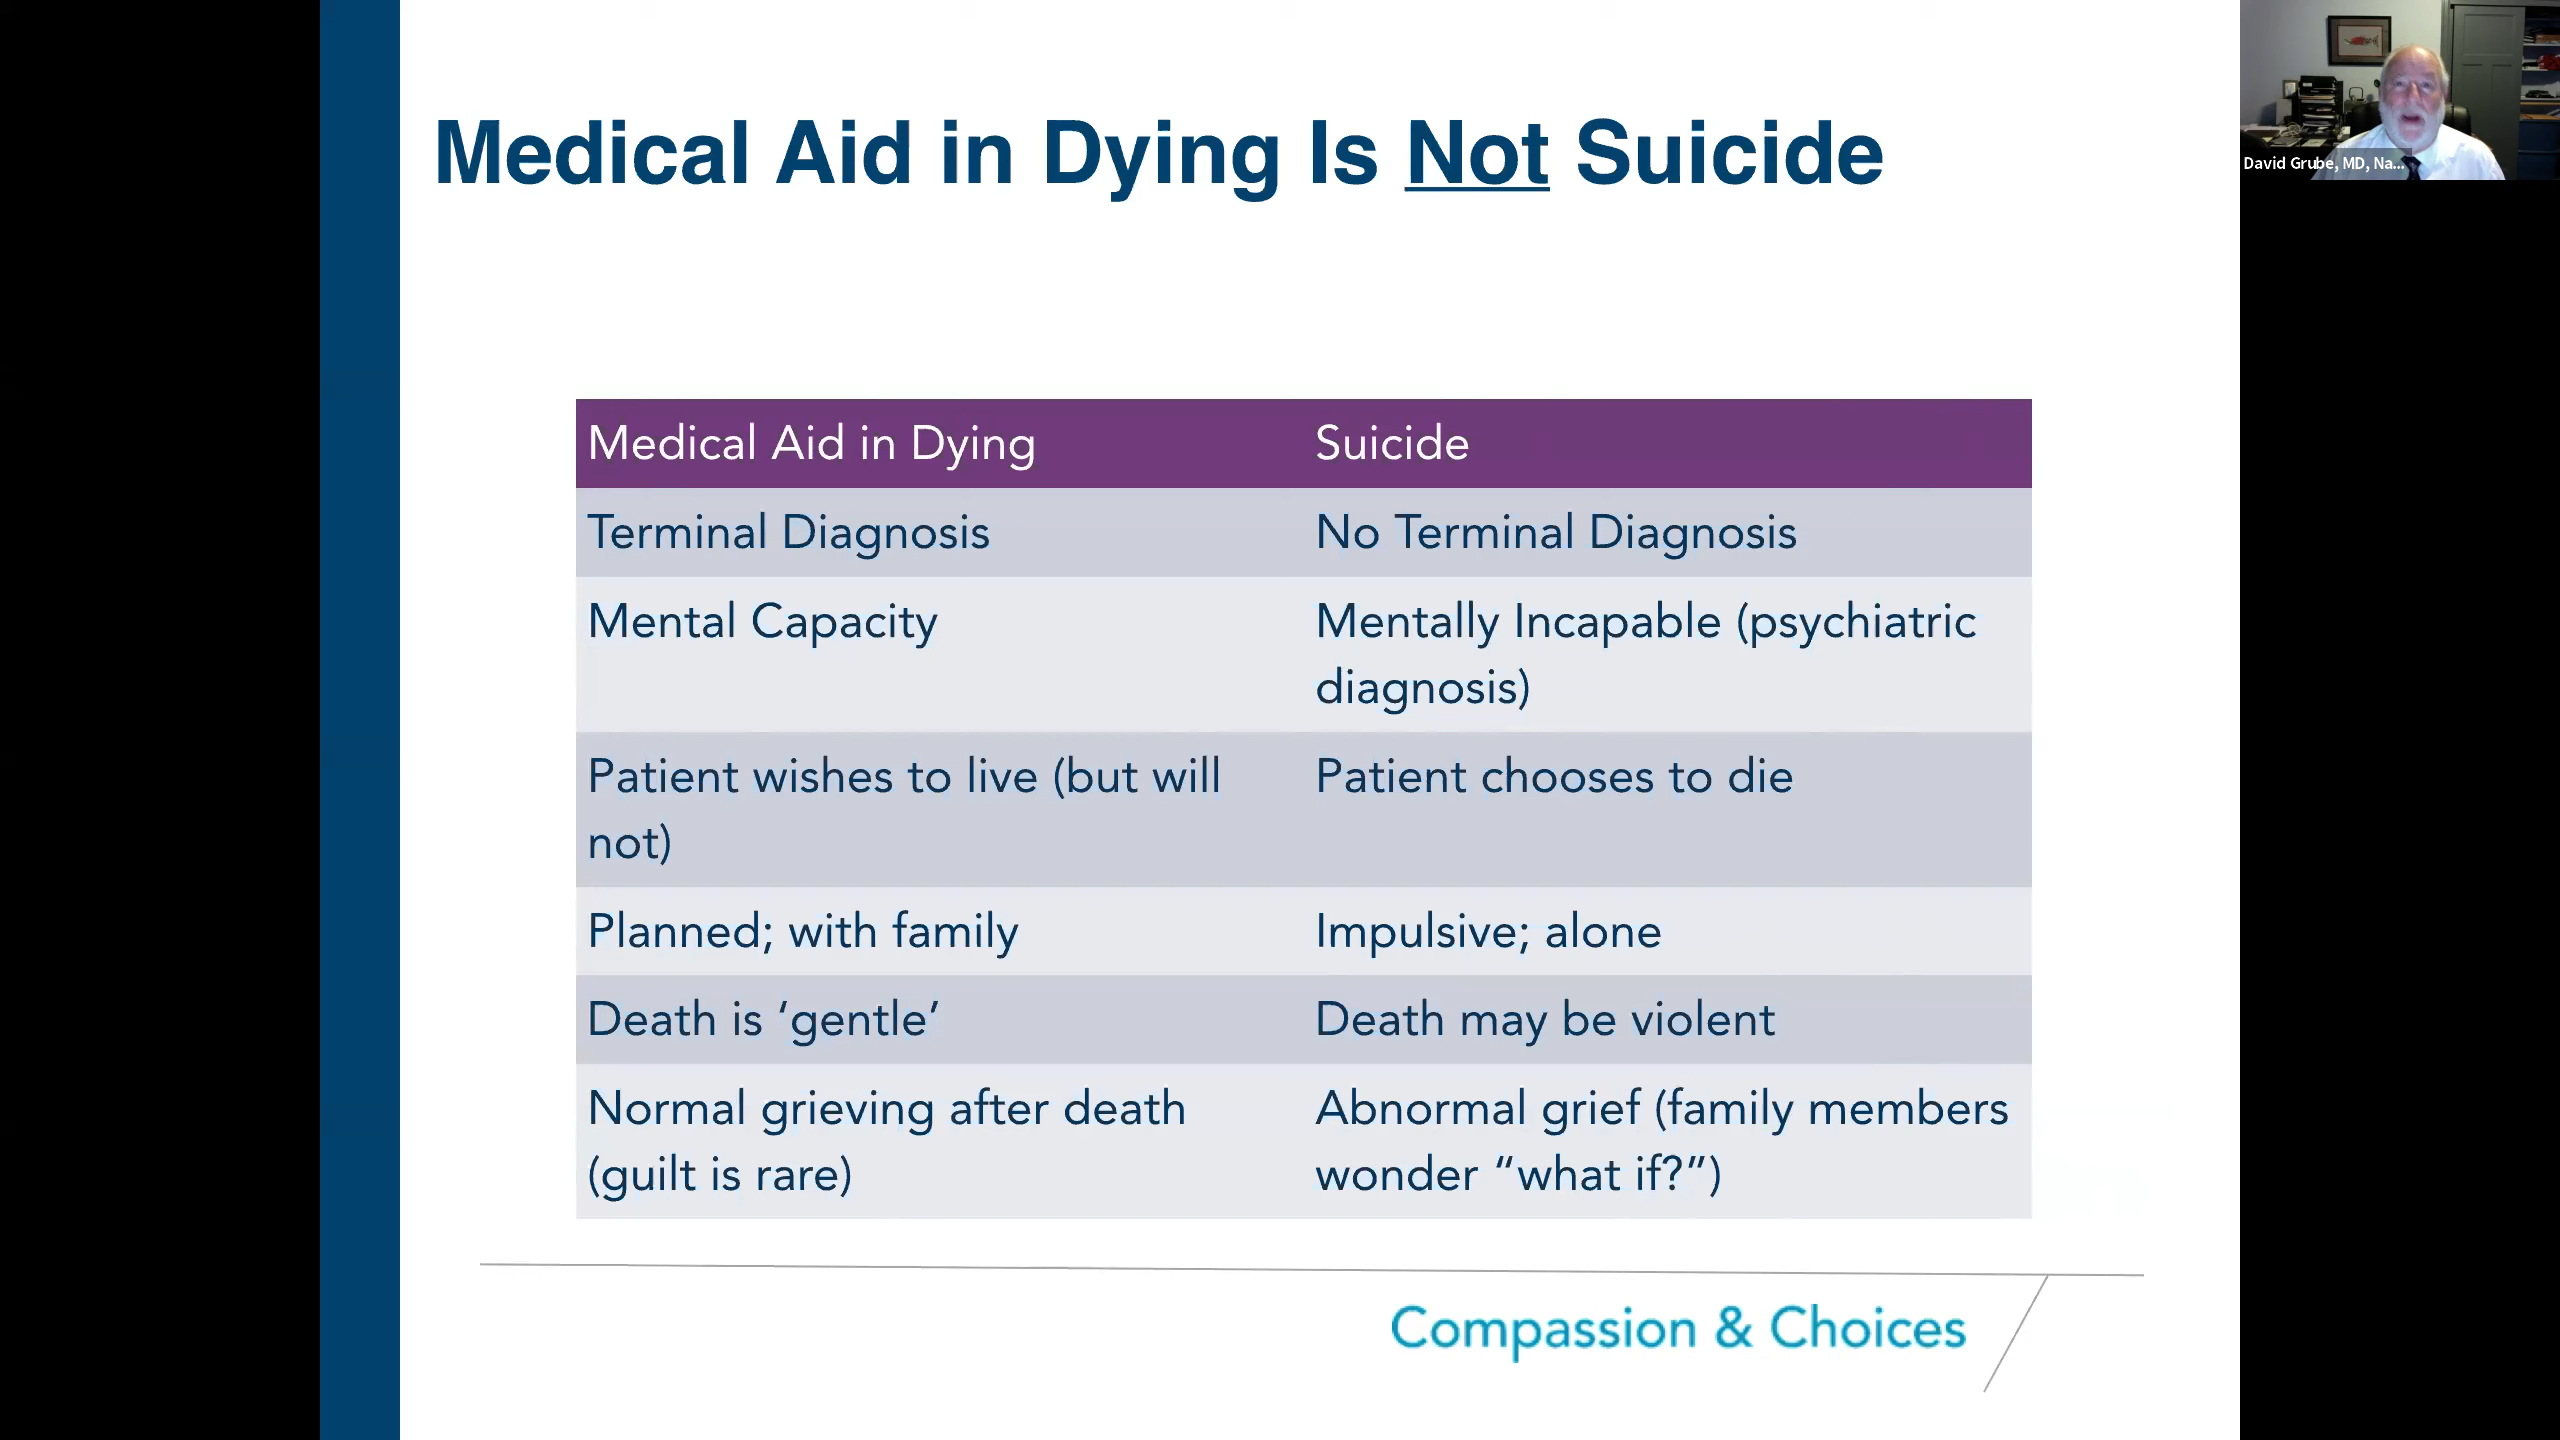 Medical Aid in Dying Is Not Suicide
David Grube, MD, Na...
Medical Aid in Dying
Suicide
Terminal Diagnosis
No Terminal Diagnosis
Mental Capacity
Mentally Incapable (psychiatric
diagnosis)
Patient wishes to live (but will
not)
Patient chooses to die
Planned; with family
Impulsive; alone
Death is ‘gentle’
Death may be violent
Normal grieving after death
(guilt is rare)
Abnormal grief (family members
wonder “what if?”)
Compassion & Choices